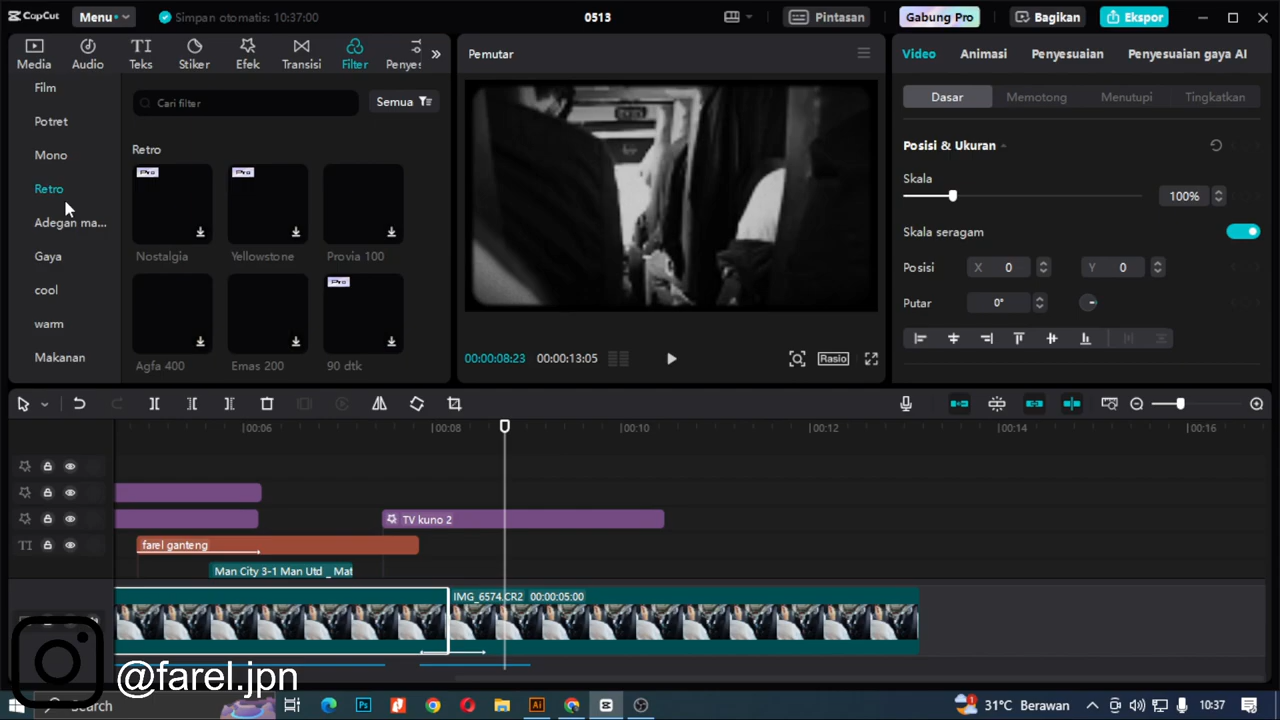 CapCut
Menu
Simpan otomatis: 10:37:00
0513
Pintasan
Gabung Pro
Bagikan
Ekspor
Media
Audio
Teks
Stiker
Efek
Transisi
Filter
Penye:
Pemutar
Video
Animasi
Penyesuaian
Penyesuaian gaya AI
Film
Potret
Mono
Retro
Adegan ma...
Gaya
cool
warm
Makanan
Cari filter
Semua
Retro
Pro
Pro
Nostalgia
Yellowstone
Provia 100
Pro
Agfa 400
Emas 200
90 dtk
00:00:08:23
00:00:13:05
Rasio
Dasar
Memotong
Menutupi
Tingkatkan
Posisi & Ukuran
Skala
100%
Skala seragam
Posisi
X 0
Y 0
Putar
0°
00:06
00:08
00:10
00:12
00:14
00:16
TV kuno 2
TI
farel ganteng
Man City 3-1 Man Utd _ Mat
IMG_6574.CR2 00:00:05:00
@farel.jpn
Search
Ps
Ai
1
31°C Berawan
10:37